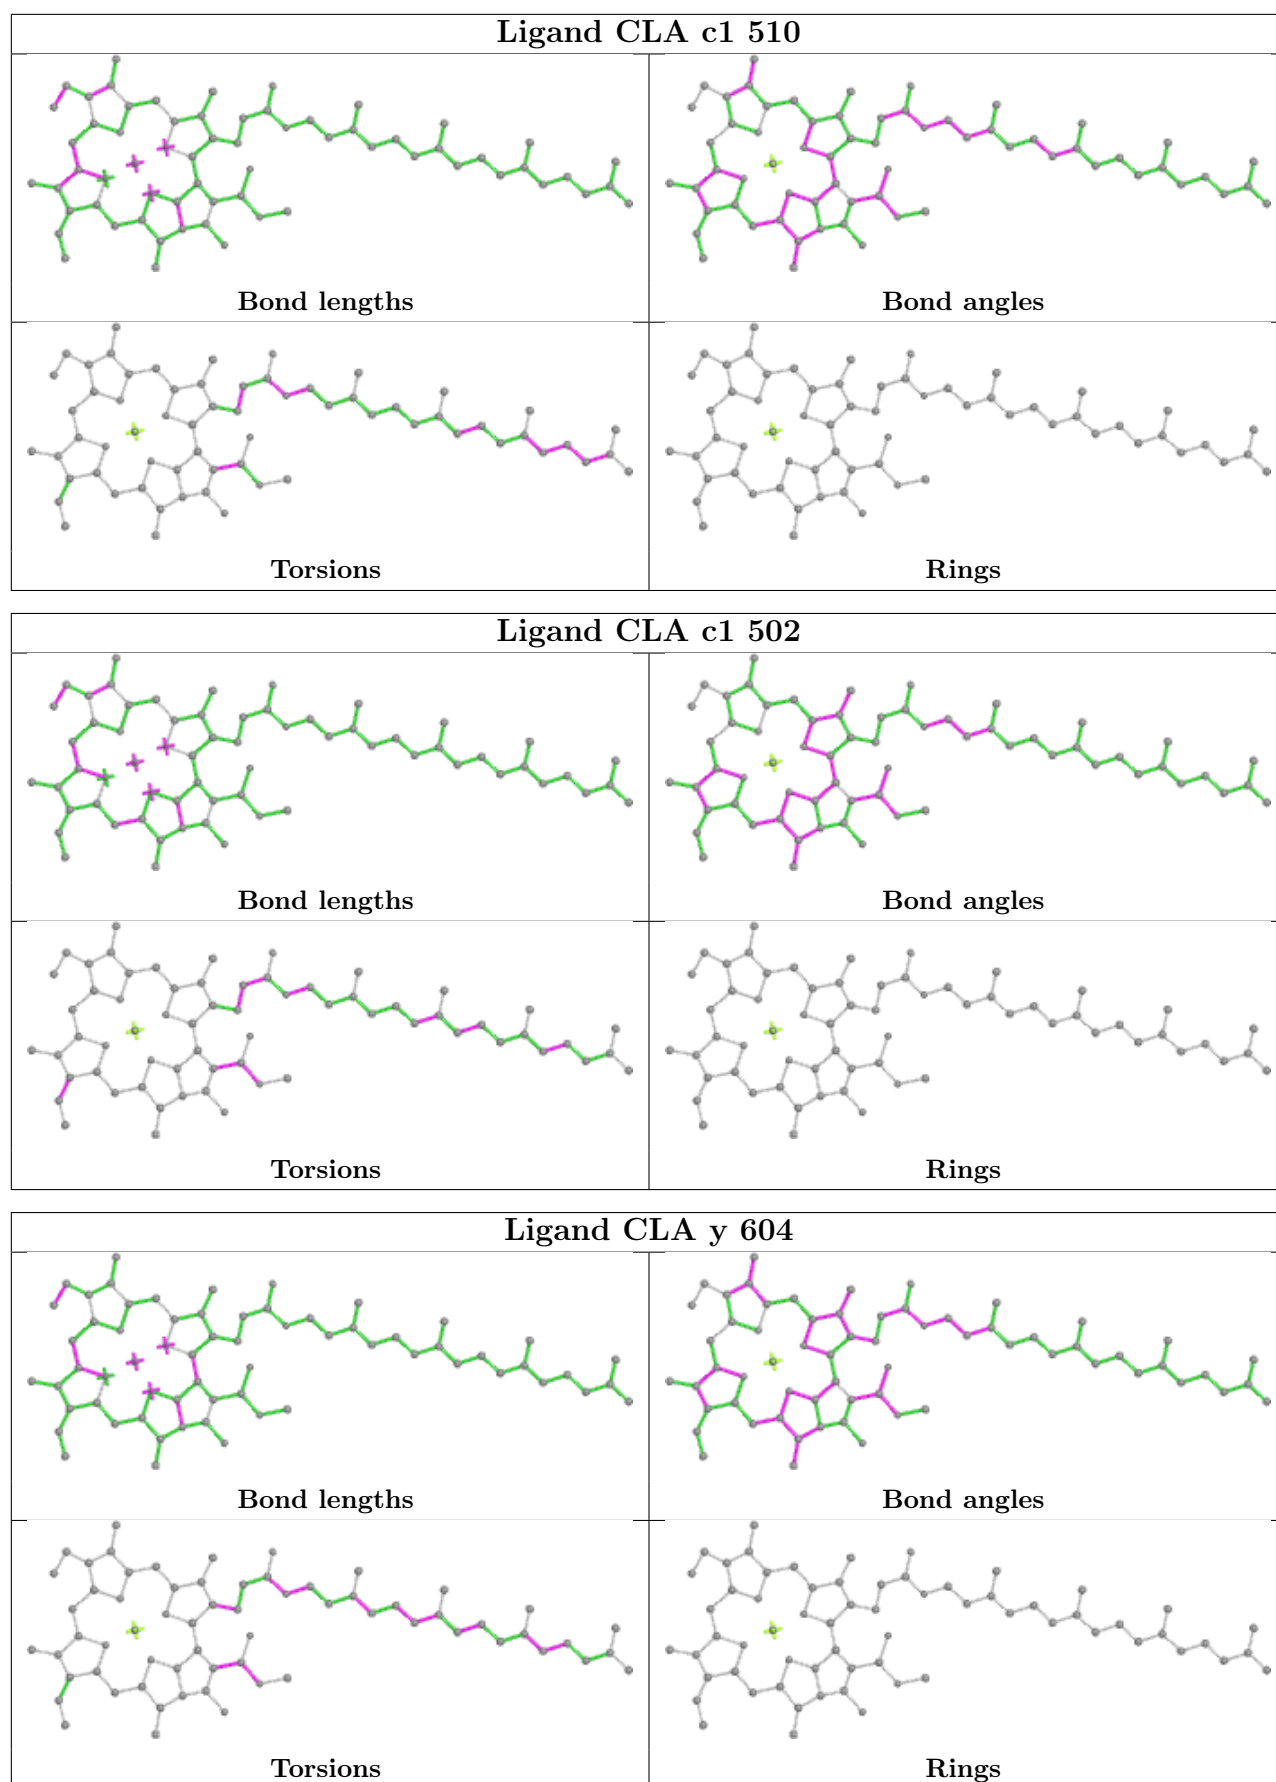 Ligand CLA c1 510
Bond lengths
Bond angles
Torsions
Rings
Ligand CLA c1 502
Bond lengths
Bond angles
Torsions
Rings
Ligand CLA y 604
Bond lengths
Bond angles
Torsions
Rings